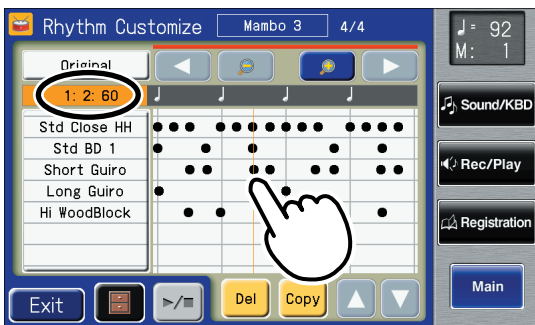 Rhythm Customize Mambo 3 4/4
♩= 92
M: 1
Original
1: 2: 60
Std Close HH
Std BD 1
Short Guiro
Long Guiro
Hi WoodBlock
Sound/KBD
Rec/Play
Registration
Main
Exit
Del
Copy